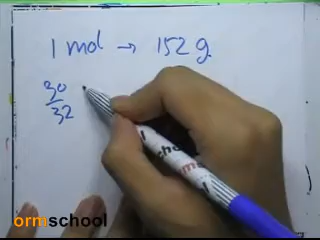 1 mol → 152 g.
30
32
ormschool